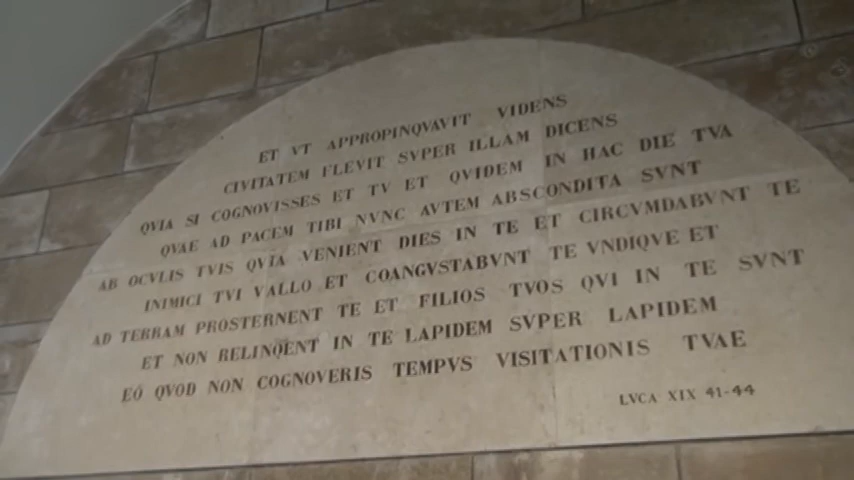 ET VT APPROPINQVAVIT VIDENS
CIVITATEM FLEVIT SVPER ILLAM DICENS
QVIA SI COGNOVISSES ET TV ET QVIDEM IN HAC DIE TVA
QVAE AD PACEM TIBI NVNC AVTEM ABSCONDITA SVNT
AB OCVLIS TVIS QVIA VENIENT DIES IN TE ET CIRCVMDABVNT TE
INIMICI TVI VALLO ET COANGVSTABVNT TE VNDIQVE ET
AD TERRAM PROSTERNENT TE ET FILIOS TVOS QVI IN TE SVNT
ET NON RELINQENT IN TE LAPIDEM SVPER LAPIDEM
EO QVOD NON COGNOVERIS TEMPVS VISITATIONIS TVAE
LVCA XIX 41-44